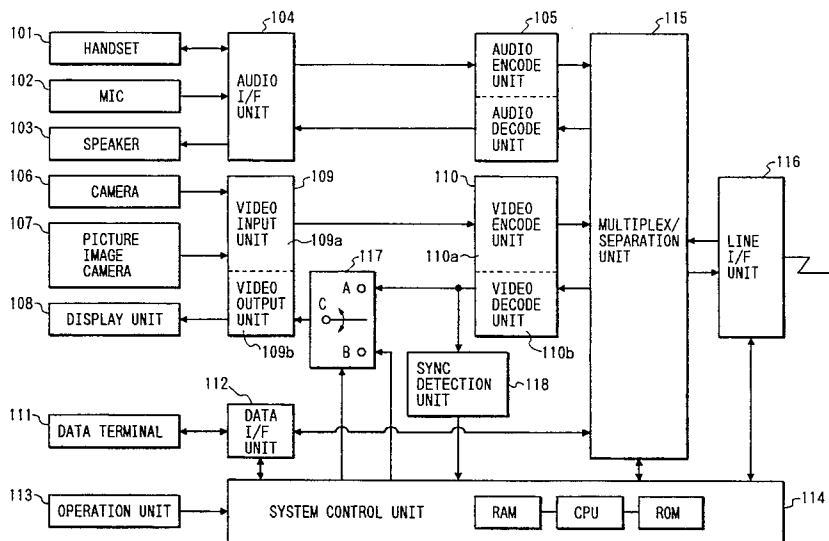 101
HANDSET
102
MIC
103
SPEAKER
104
AUDIO
I/F
UNIT
105
AUDIO
ENCODE
UNIT
AUDIO
DECODE
UNIT
115
MULTIPLEX/
SEPARATION
UNIT
116
LINE
I/F
UNIT
106
CAMERA
107
PICTURE
IMAGE
CAMERA
108
DISPLAY UNIT
109
VIDEO
INPUT
UNIT
109a
VIDEO
OUTPUT
UNIT
109b
117
A
C
B
110
VIDEO
ENCODE
UNIT
110a
VIDEO
DECODE
UNIT
110b
SYNC
DETECTION
UNIT
118
111
DATA TERMINAL
112
DATA
I/F
UNIT
113
OPERATION UNIT
SYSTEM CONTROL UNIT
RAM
CPU
ROM
114